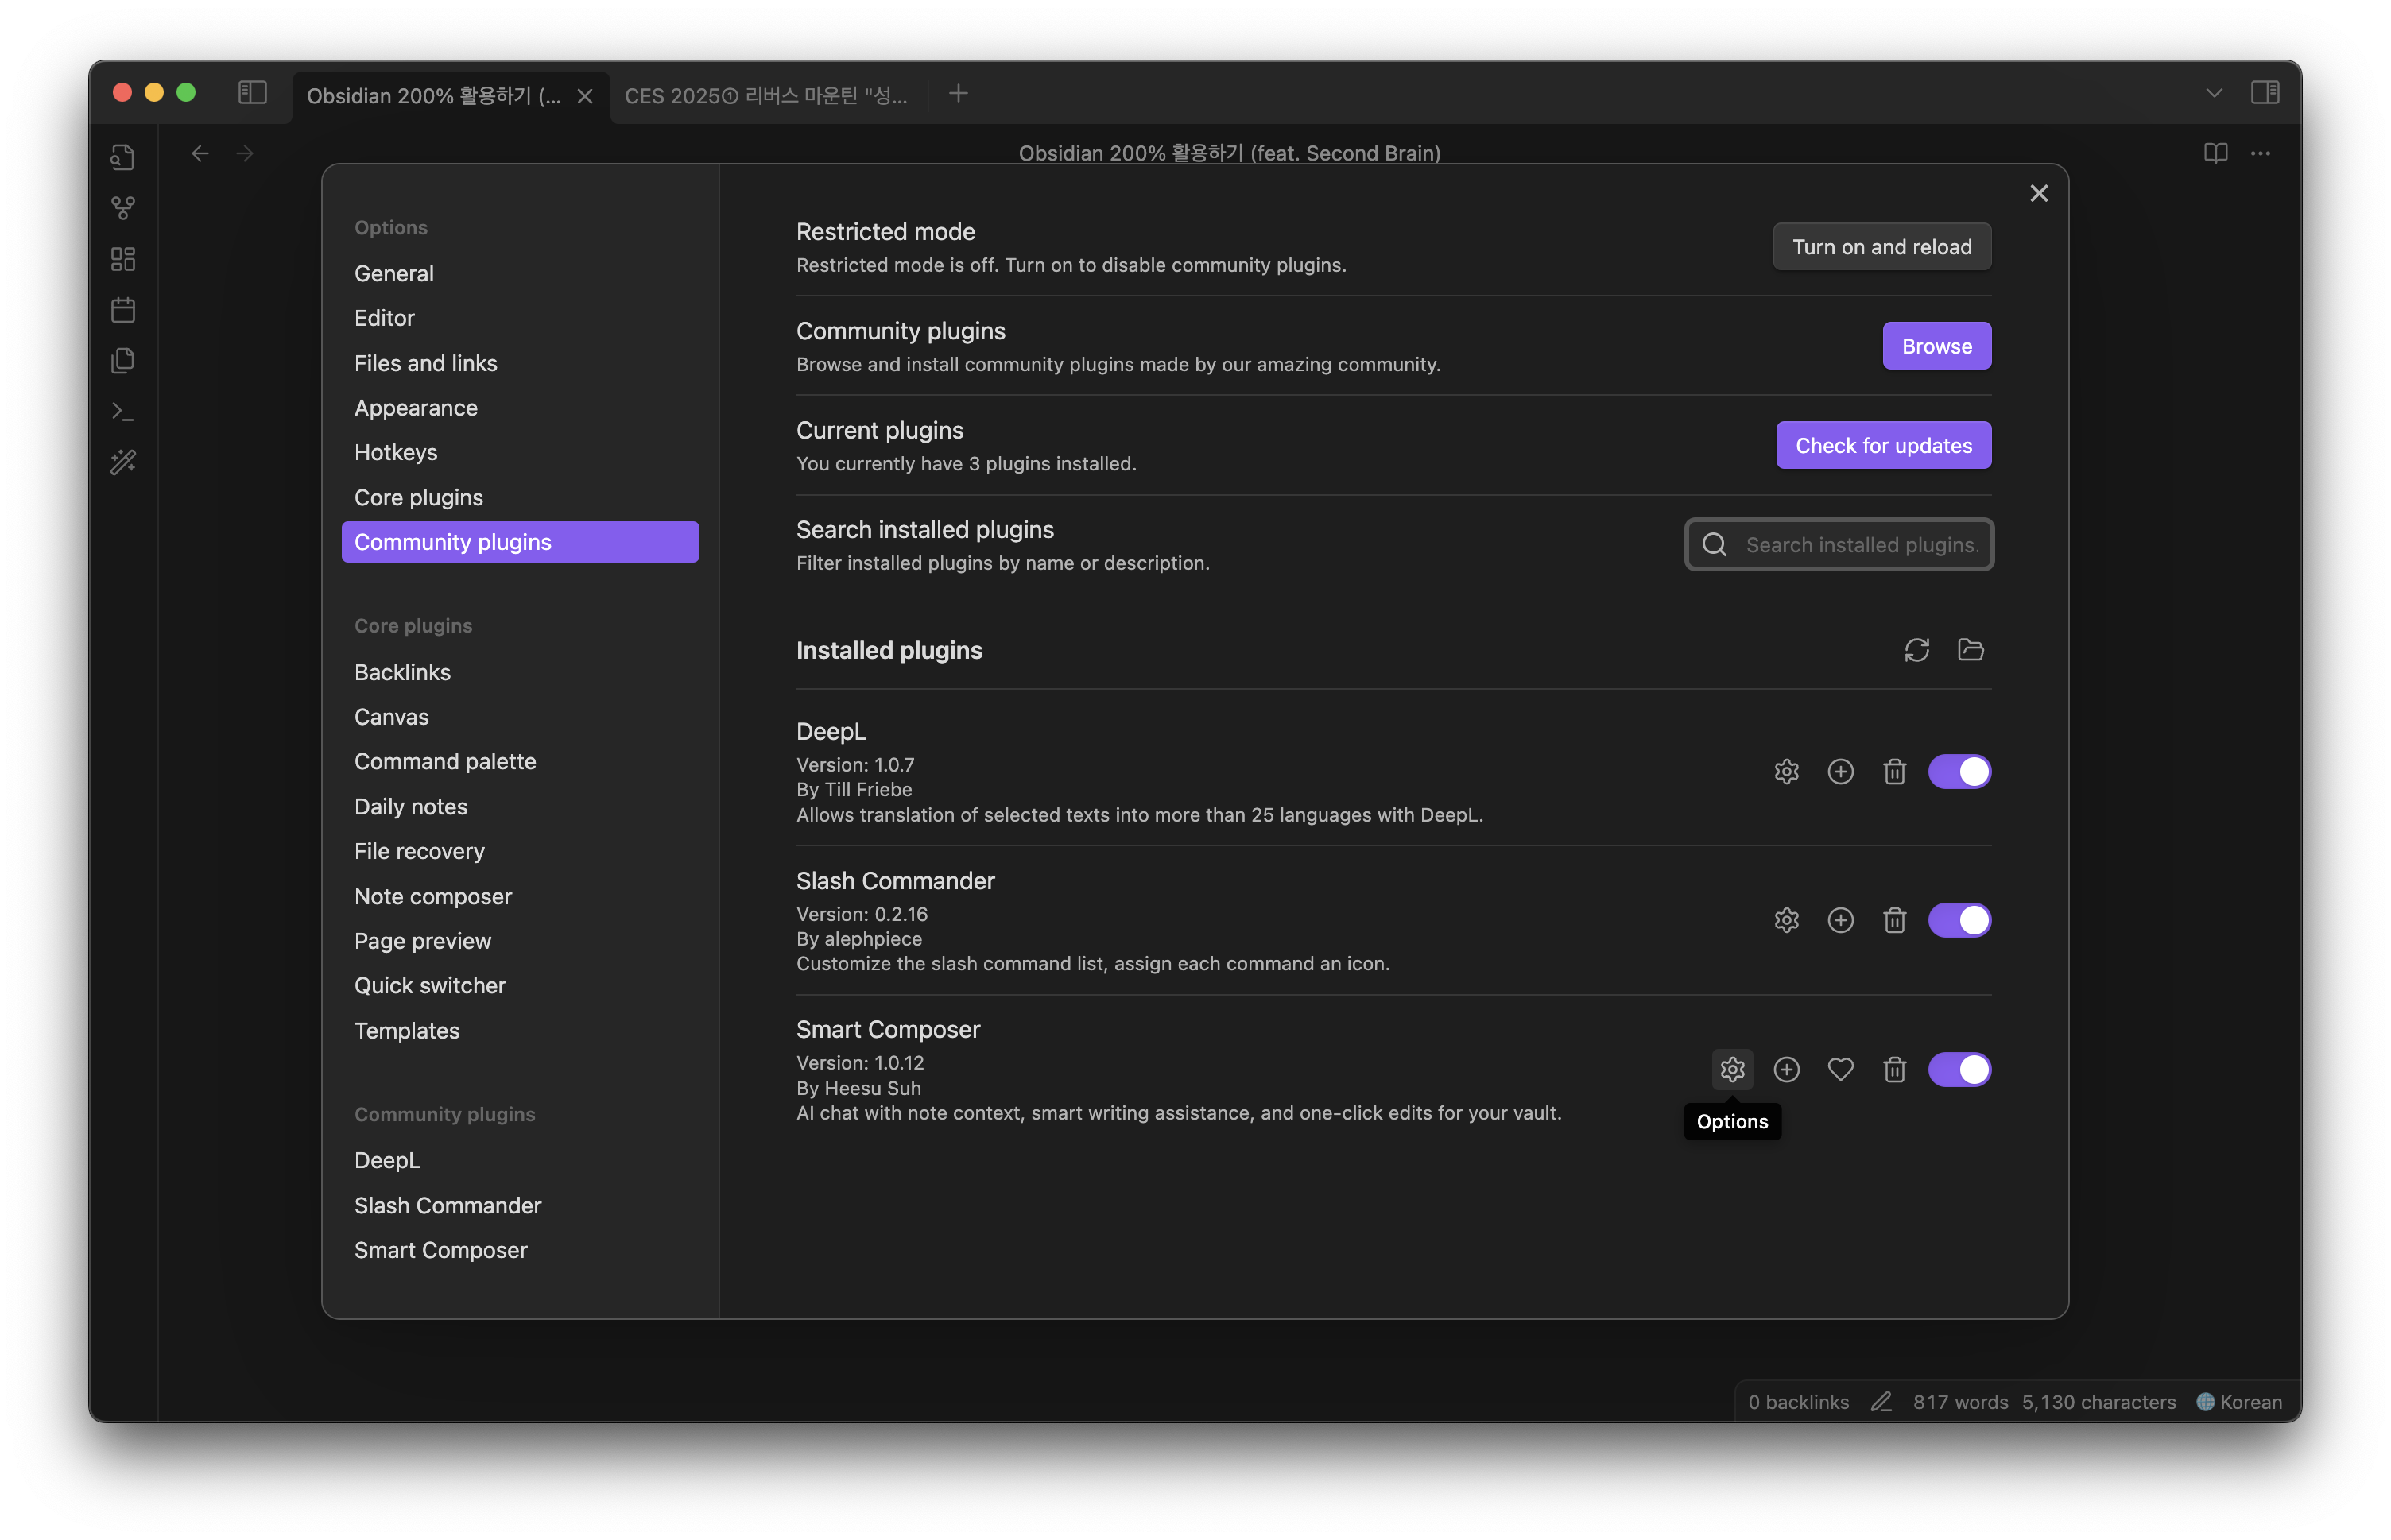 Obsidian 200% 활용하기 (...
CES 2025① 리버스 마운틴 "성...
Obsidian 200% 활용하기 (feat. Second Brain)
Options
General
Editor
Files and links
Appearance
Hotkeys
Core plugins
Community plugins
Core plugins
Backlinks
Canvas
Command palette
Daily notes
File recovery
Note composer
Page preview
Quick switcher
Templates
Community plugins
DeepL
Slash Commander
Smart Composer
Restricted mode
Restricted mode is off. Turn on to disable community plugins.
Turn on and reload
Community plugins
Browse and install community plugins made by our amazing community.
Browse
Current plugins
You currently have 3 plugins installed.
Check for updates
Search installed plugins
Filter installed plugins by name or description.
Search installed plugins.
Installed plugins
DeepL
Version: 1.0.7
By Till Friebe
Allows translation of selected texts into more than 25 languages with DeepL.
Slash Commander
Version: 0.2.16
By alephpiece
Customize the slash command list, assign each command an icon.
Smart Composer
Version: 1.0.12
By Heesu Suh
AI chat with note context, smart writing assistance, and one-click edits for your vault.
Options
0 backlinks 817 words 5,130 characters Korean